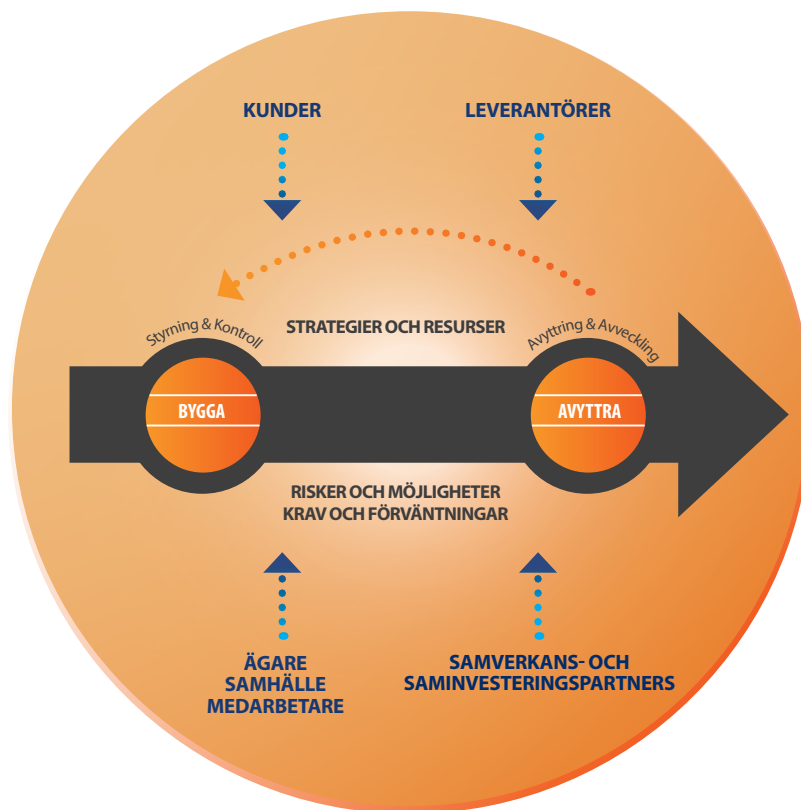 KUNDER
LEVERANTÖRER
Styrning & Kontroll
STRATEGIER OCH RESURSER
Avyttring & Avveckling
BYGGA
AVYTTRA
RISKER OCH MÖJLIGHETER
KRAV OCH FÖRVÄNTNINGAR
ÄGARE
SAMHÄLLE
MEDARBETARE
SAMVERKANS- OCH
SAMINVESTERINGSPARTNERS